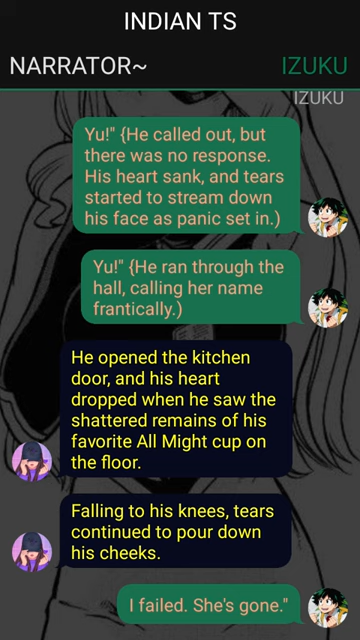 INDIAN TS
NARRATOR~ IZUKU
IZUKU
Yu!" {He called out, but
there was no response.
His heart sank, and tears
started to stream down
his face as panic set in.)
Yu!" {He ran through the
hall, calling her name
frantically.)
He opened the kitchen
door, and his heart
dropped when he saw the
shattered remains of his
favorite All Might cup on
the floor.
Falling to his knees, tears
continued to pour down
his cheeks.
I failed. She's gone."